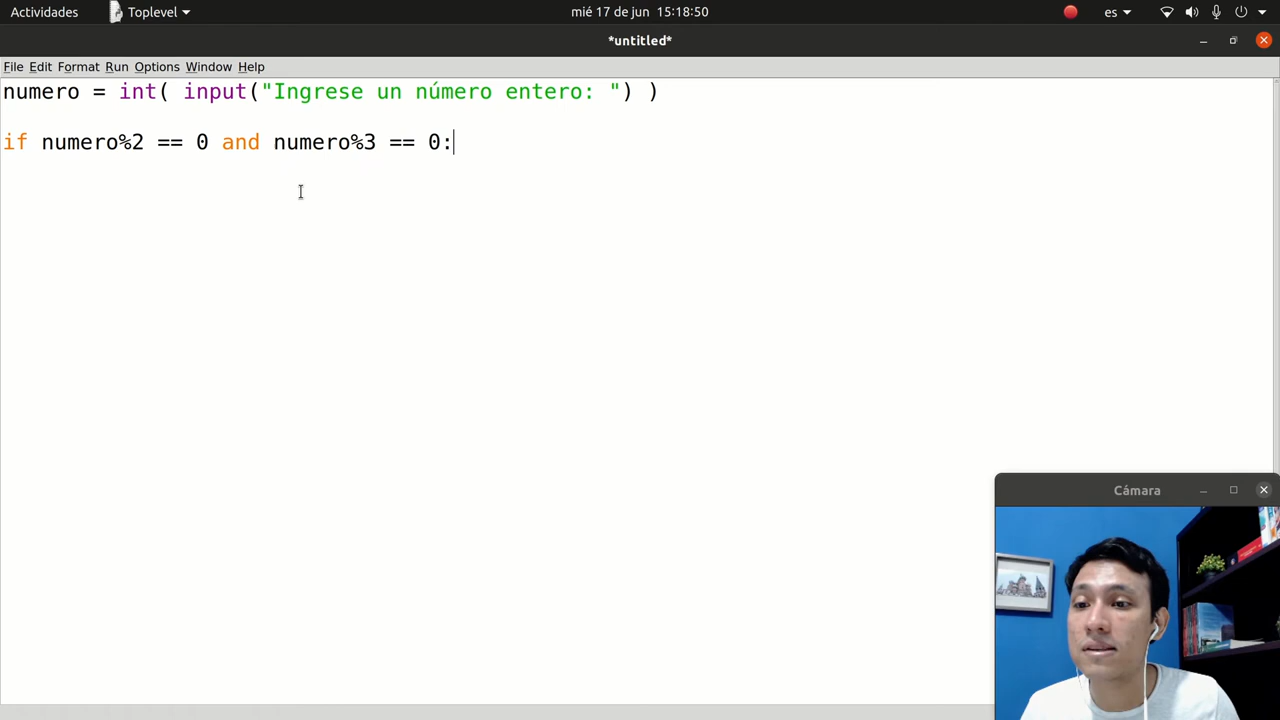 Actividades Toplevel mié 17 de jun 15:18:50 es
*untitled*
File Edit Format Run Options Window Help
numero = int( input("Ingrese un número entero: ") )
if numero%2 == 0 and numero%3 == 0:
Cámara